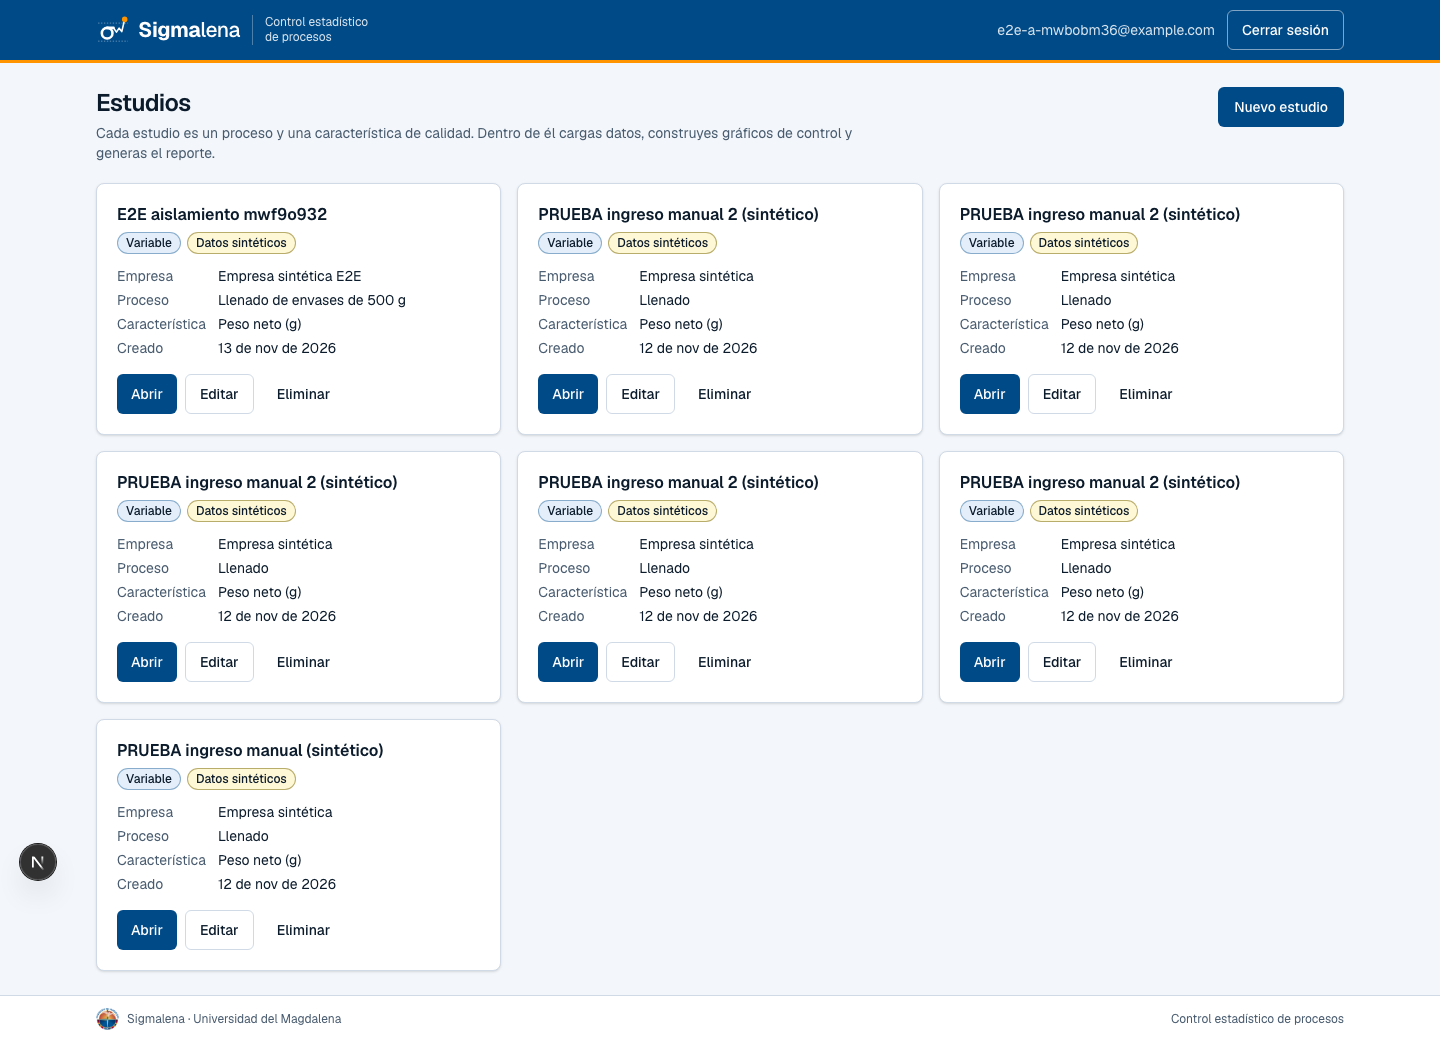 Sigmalena
Control estadístico
de procesos
e2e-a-mwbobm36@example.com
Cerrar sesión
Estudios
Nuevo estudio
Cada estudio es un proceso y una característica de calidad. Dentro de él cargas datos, construyes gráficos de control y
generas el reporte.
E2E aislamiento mwf9o932
Variable Datos sintéticos
Empresa Empresa sintética E2E
Proceso Llenado de envases de 500 g
Característica Peso neto (g)
Creado 13 de nov de 2026
Abrir Editar Eliminar
PRUEBA ingreso manual 2 (sintético)
Variable Datos sintéticos
Empresa Empresa sintética
Proceso Llenado
Característica Peso neto (g)
Creado 12 de nov de 2026
Abrir Editar Eliminar
PRUEBA ingreso manual 2 (sintético)
Variable Datos sintéticos
Empresa Empresa sintética
Proceso Llenado
Característica Peso neto (g)
Creado 12 de nov de 2026
Abrir Editar Eliminar
PRUEBA ingreso manual 2 (sintético)
Variable Datos sintéticos
Empresa Empresa sintética
Proceso Llenado
Característica Peso neto (g)
Creado 12 de nov de 2026
Abrir Editar Eliminar
PRUEBA ingreso manual 2 (sintético)
Variable Datos sintéticos
Empresa Empresa sintética
Proceso Llenado
Característica Peso neto (g)
Creado 12 de nov de 2026
Abrir Editar Eliminar
PRUEBA ingreso manual 2 (sintético)
Variable Datos sintéticos
Empresa Empresa sintética
Proceso Llenado
Característica Peso neto (g)
Creado 12 de nov de 2026
Abrir Editar Eliminar
PRUEBA ingreso manual (sintético)
Variable Datos sintéticos
Empresa Empresa sintética
Proceso Llenado
Característica Peso neto (g)
Creado 12 de nov de 2026
Abrir Editar Eliminar
N
Sigmalena · Universidad del Magdalena
Control estadístico de procesos